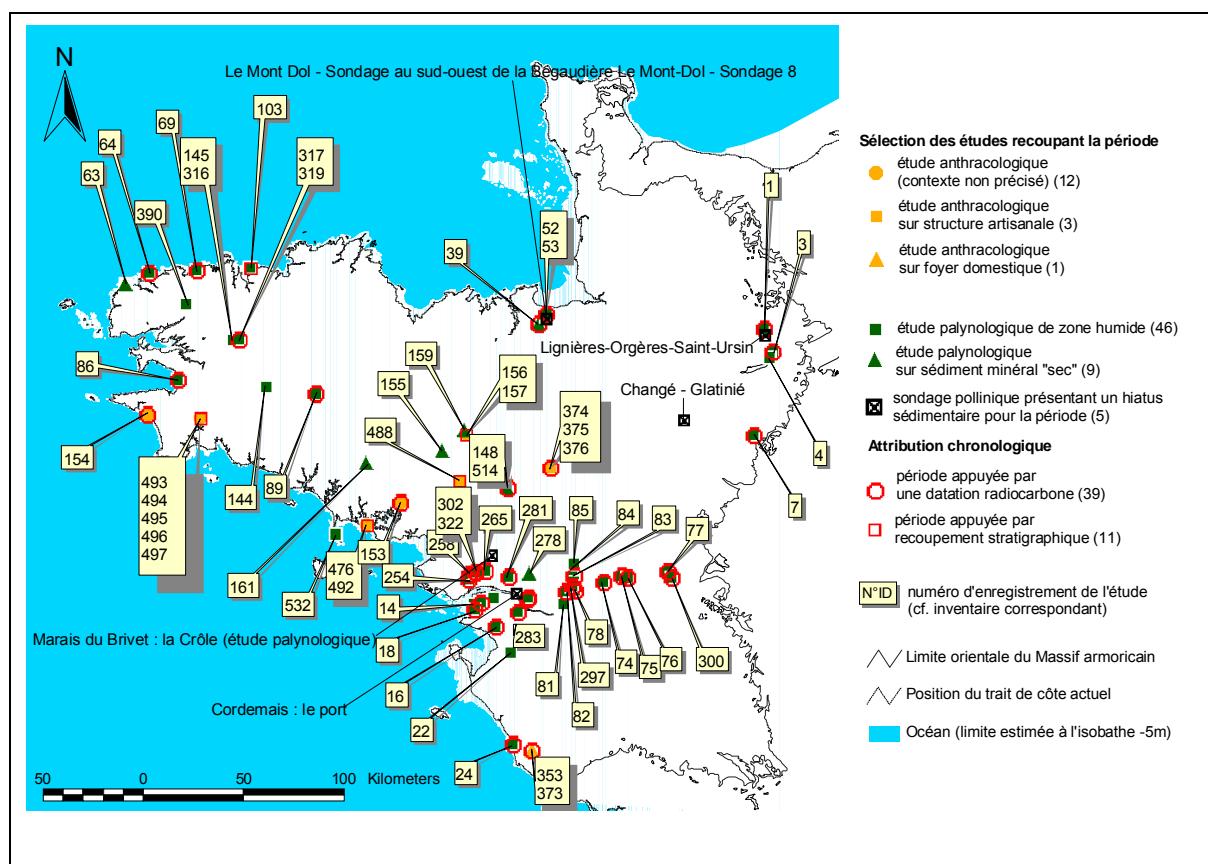 N
Le Mont Dol - Sondage au sud-ouest de la Bégaudière Le Mont-Dol - Sondage 8
103
69
64
145
316
317
319
63
390
1
52
53
3
39
Lignières-Orgères-Saint-Ursin
159
156
157
86
155
Changé - Glatinié
374
375
376
488
148
514
154
4
493
494
495
496
497
144
89
7
302
322
265
281
85
84
83
77
258
278
153
161
254
476
492
532
14
Marais du Brivet : la Crôle (étude palynologique)
18
283
78
16
81
297
74
75
76
300
Cordemais : le port
22
82
24
353
373
50 0 50 100 Kilometers
Sélection des études recoupant la période
étude anthracologique
(contexte non précisé) (12)
étude anthracologique
sur structure artisanale (3)
étude anthracologique
sur foyer domestique (1)
étude palynologique de zone humide (46)
étude palynologique
sur sédiment minéral "sec" (9)
sondage pollinique présentant un hiatus
sédimentaire pour la période (5)
Attribution chronologique
période appuyée par
une datation radiocarbone (39)
période appuyée par
recoupement stratigraphique (11)
N°ID
numéro d'enregistrement de l'étude
(cf. inventaire correspondant)
Limite orientale du Massif armoricain
Position du trait de côte actuel
Océan (limite estimée à l'isobathe -5m)